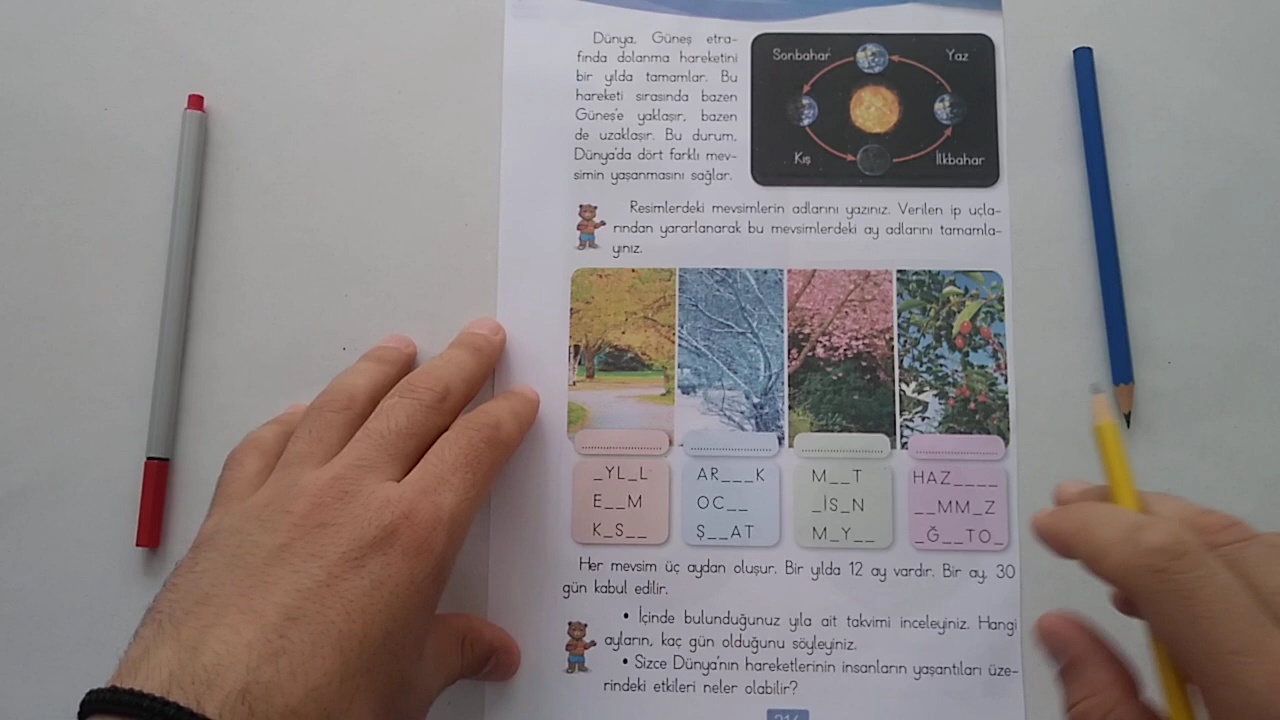 Dünya, Güneş etra-
fında dolanma hareketini
bir yılda tamamlar. Bu
hareketi sırasında bazen
Güneş'e yaklaşır, bazen
de uzaklaşır. Bu durum,
Dünya'da dört farklı mev-
simin yaşanmasını sağlar.
Sonbahar Yaz
Kış İlkbahar
Resimlerdeki mevsimlerin adlarını yazınız. Verilen ip uçla-
rından yararlanarak bu mevsimlerdeki ay adlarını tamamla-
yınız.
_YL_L
E__M
K_S__
AR___K
OC__
Ş__AT
M__T
_İS_N
M_Y__
HAZ____
__MM_Z
_Ğ__TO_
Her mevsim üç aydan oluşur. Bir yılda 12 ay vardır. Bir ay, 30
gün kabul edilir.
• İçinde bulunduğunuz yıla ait takvimi inceleyiniz. Hangi
ayların, kaç gün olduğunu söyleyiniz.
• Sizce Dünya'nın hareketlerinin insanların yaşantıları üze-
rindeki etkileri neler olabilir?